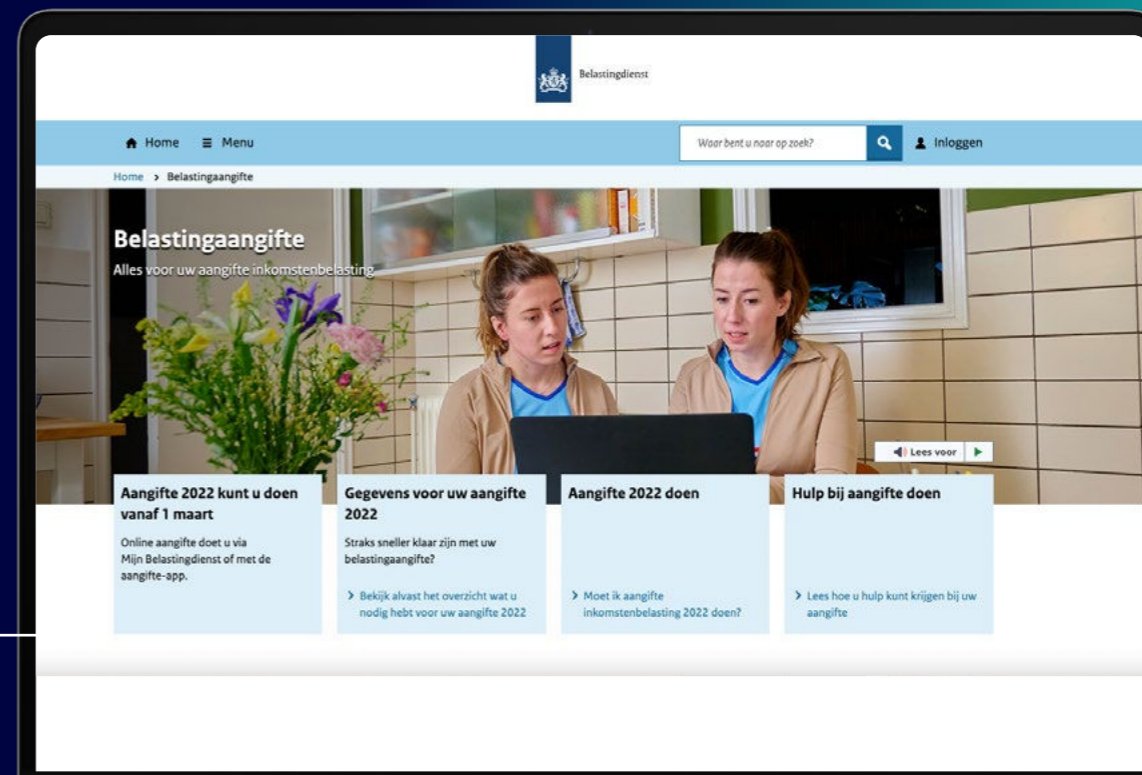 Belastingdienst
Home
Menu
Waar bent u naar op zoek?
Inloggen
Home > Belastingaangifte
Belastingaangifte
Alles voor uw aangifte inkomstenbelasting.
Lees voor
Aangifte 2022 kunt u doen
vanaf 1 maart
Online aangifte doet u via
Mijn Belastingdienst of met de
aangifte-app.
Gegevens voor uw aangifte
2022
Straks sneller klaar zijn met uw
belastingaangifte?
Bekijk alvast het overzicht wat u
nodig hebt voor uw aangifte 2022
Aangifte 2022 doen
Moet ik aangifte
inkomstenbelasting 2022 doen?
Hulp bij aangifte doen
Lees hoe u hulp kunt krijgen bij uw
aangifte